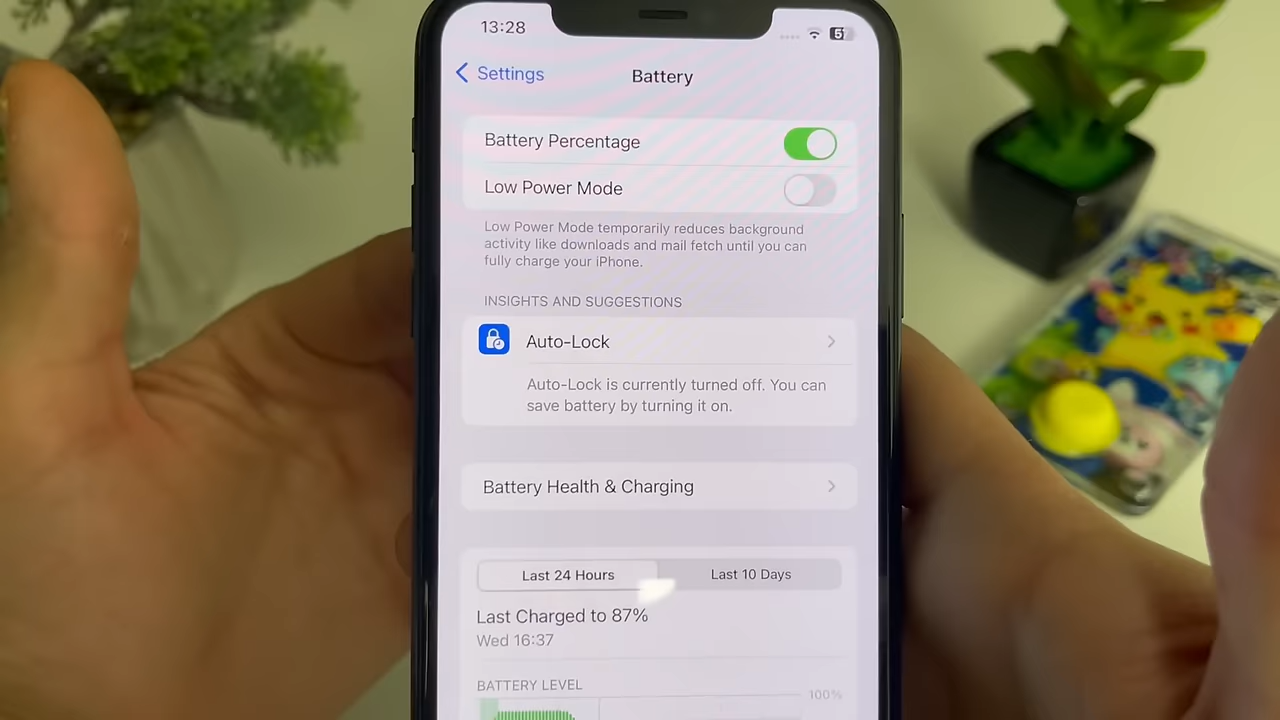 13:28
Settings
Battery
Battery Percentage
Low Power Mode
Low Power Mode temporarily reduces background
activity like downloads and mail fetch until you can
fully charge your iPhone.
INSIGHTS AND SUGGESTIONS
Auto-Lock
Auto-Lock is currently turned off. You can
save battery by turning it on.
Battery Health & Charging
Last 24 Hours
Last 10 Days
Last Charged to 87%
Wed 16:37
BATTERY LEVEL
100%